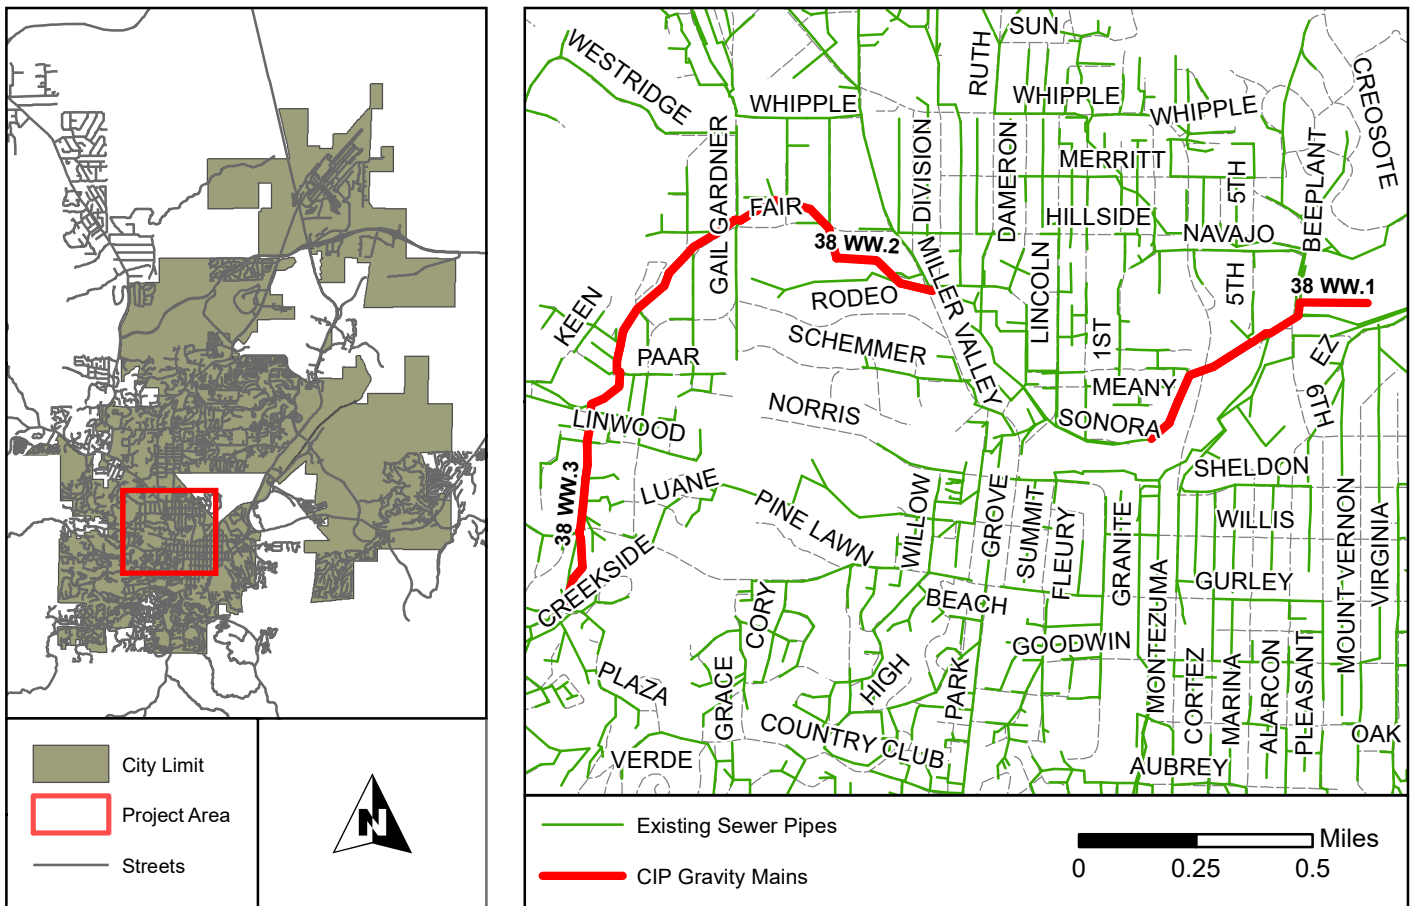 City Limit
Project Area
Streets
N
SUN
WESTRIDGE
RUTH
CREOSOTE
WHIPPLE
WHIPPLE
WHIPPLE
GAIL GARDNER
DIVISION
DAMERON
MERRITT
5TH
BEEPLANT
FAIR
HILLSIDE
NAVAJO
38 WW.2
MILLER VALLEY
LINCOLN
5TH
38 WW.1
KEEN
RODEO
1ST
SCHEMMER
EZ
PAAR
MEANY
6TH
NORRIS
LINWOOD
SONORA
38 WW.3
LUANE
SHELDON
PINE LAWN
WILLOW
GROVE
SUMMIT
FLEURY
GRANITE
WILLIS
MOUNT VERNON
VIRGINIA
CREEKSIDE
GURLEY
CORY
BEACH
MONTEZUMA
GOODWIN
PLAZA
GRACE
HIGH
PARK
CORTEZ
MARINA
ALARCON
PLEASANT
COUNTRY CLUB
OAK
VERDE
AUBREY
Existing Sewer Pipes
CIP Gravity Mains
Miles
0 0.25 0.5